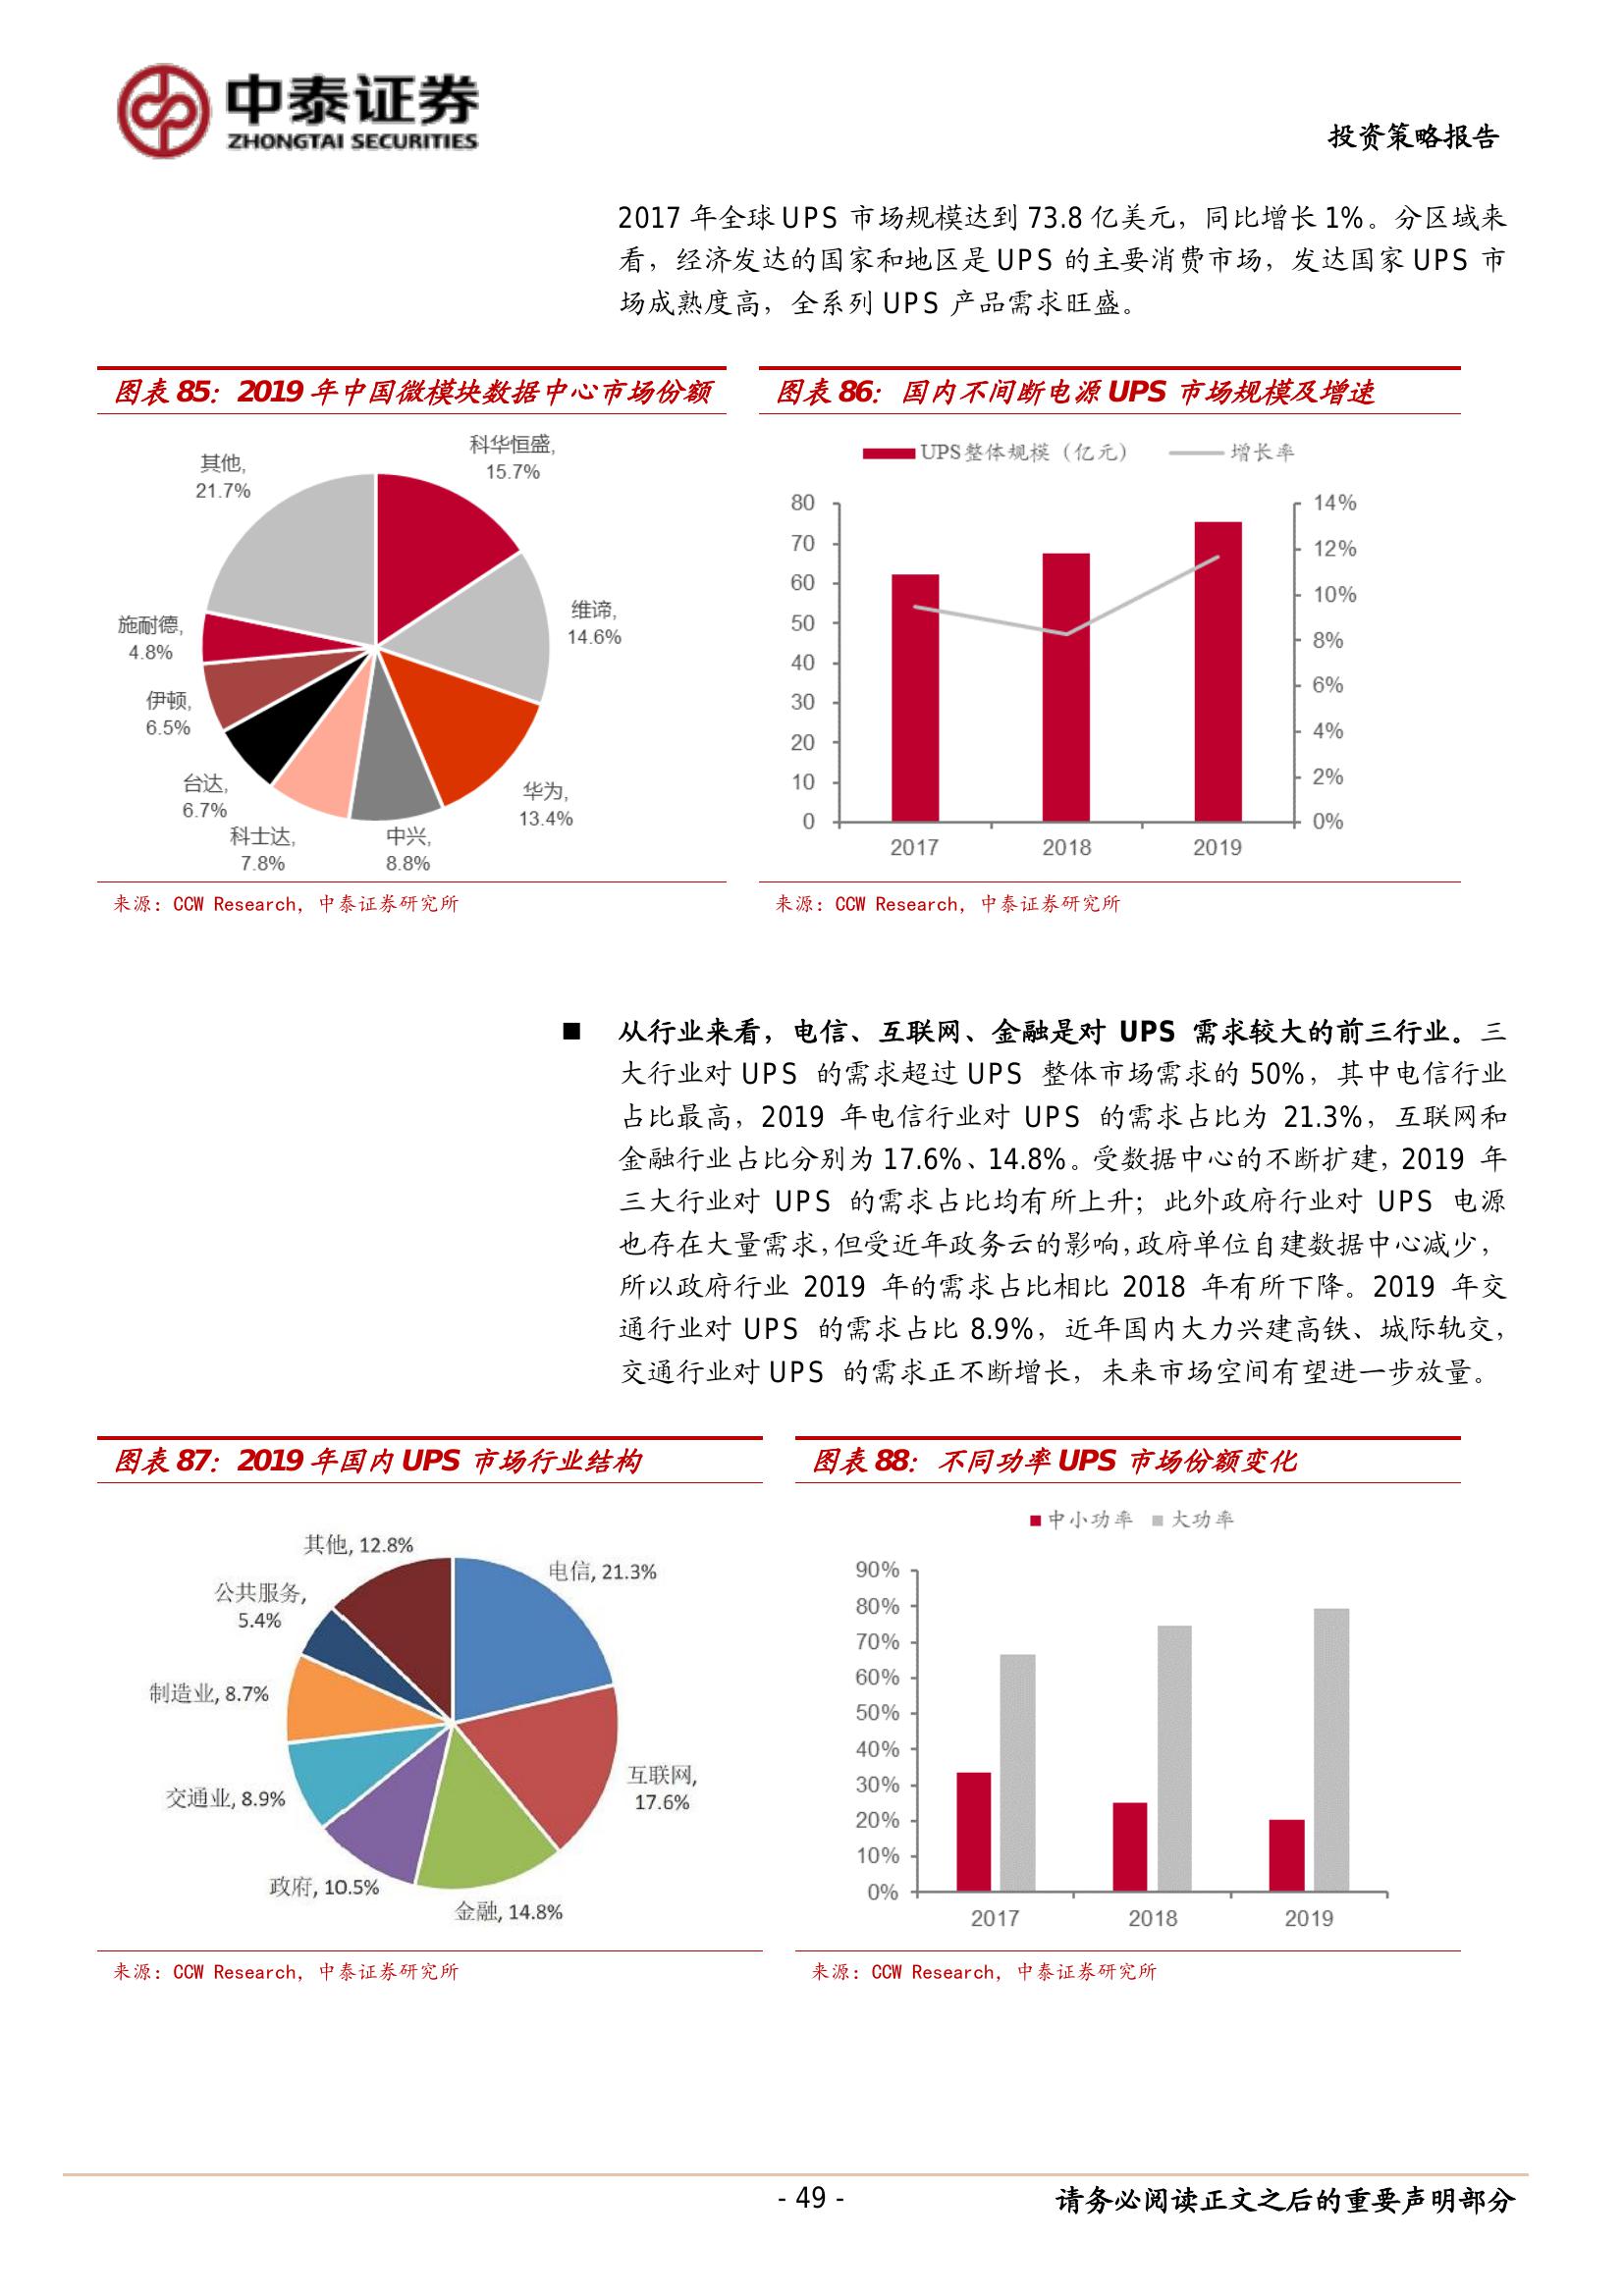 中泰证券
ZHONGTAI SECURITIES
投资策略报告
2017 年全球 UPS 市场规模达到 73.8 亿美元，同比增长 1%。分区域来
看，经济发达的国家和地区是 UPS 的主要消费市场，发达国家 UPS 市
场成熟度高，全系列 UPS 产品需求旺盛。
图表 85：2019 年中国微模块数据中心市场份额
科华恒盛,
15.7%
维谛,
14.6%
华为,
13.4%
中兴,
8.8%
科士达,
7.8%
台达,
6.7%
伊顿,
6.5%
施耐德,
4.8%
其他,
21.7%
来源：CCW Research，中泰证券研究所
图表 86：国内不间断电源 UPS 市场规模及增速
UPS整体规模（亿元） 增长率
80
70
60
50
40
30
20
10
0
14%
12%
10%
8%
6%
4%
2%
0%
2017 2018 2019
来源：CCW Research，中泰证券研究所
■ 从行业来看，电信、互联网、金融是对 UPS 需求较大的前三行业。三
大行业对 UPS 的需求超过 UPS 整体市场需求的 50%，其中电信行业
占比最高，2019 年电信行业对 UPS 的需求占比为 21.3%，互联网和
金融行业占比分别为 17.6%、14.8%。受数据中心的不断扩建，2019 年
三大行业对 UPS 的需求占比均有所上升；此外政府行业对 UPS 电源
也存在大量需求，但受近年政务云的影响，政府单位自建数据中心减少，
所以政府行业 2019 年的需求占比相比 2018 年有所下降。2019 年交
通行业对 UPS 的需求占比 8.9%，近年国内大力兴建高铁、城际轨交，
交通行业对 UPS 的需求正不断增长，未来市场空间有望进一步放量。
图表 87：2019 年国内 UPS 市场行业结构
电信, 21.3%
互联网,
17.6%
金融, 14.8%
政府, 10.5%
交通业, 8.9%
制造业, 8.7%
公共服务,
5.4%
其他, 12.8%
来源：CCW Research，中泰证券研究所
图表 88：不同功率 UPS 市场份额变化
中小功率 大功率
90%
80%
70%
60%
50%
40%
30%
20%
10%
0%
2017 2018 2019
来源：CCW Research，中泰证券研究所
- 49 -
请务必阅读正文之后的重要声明部分